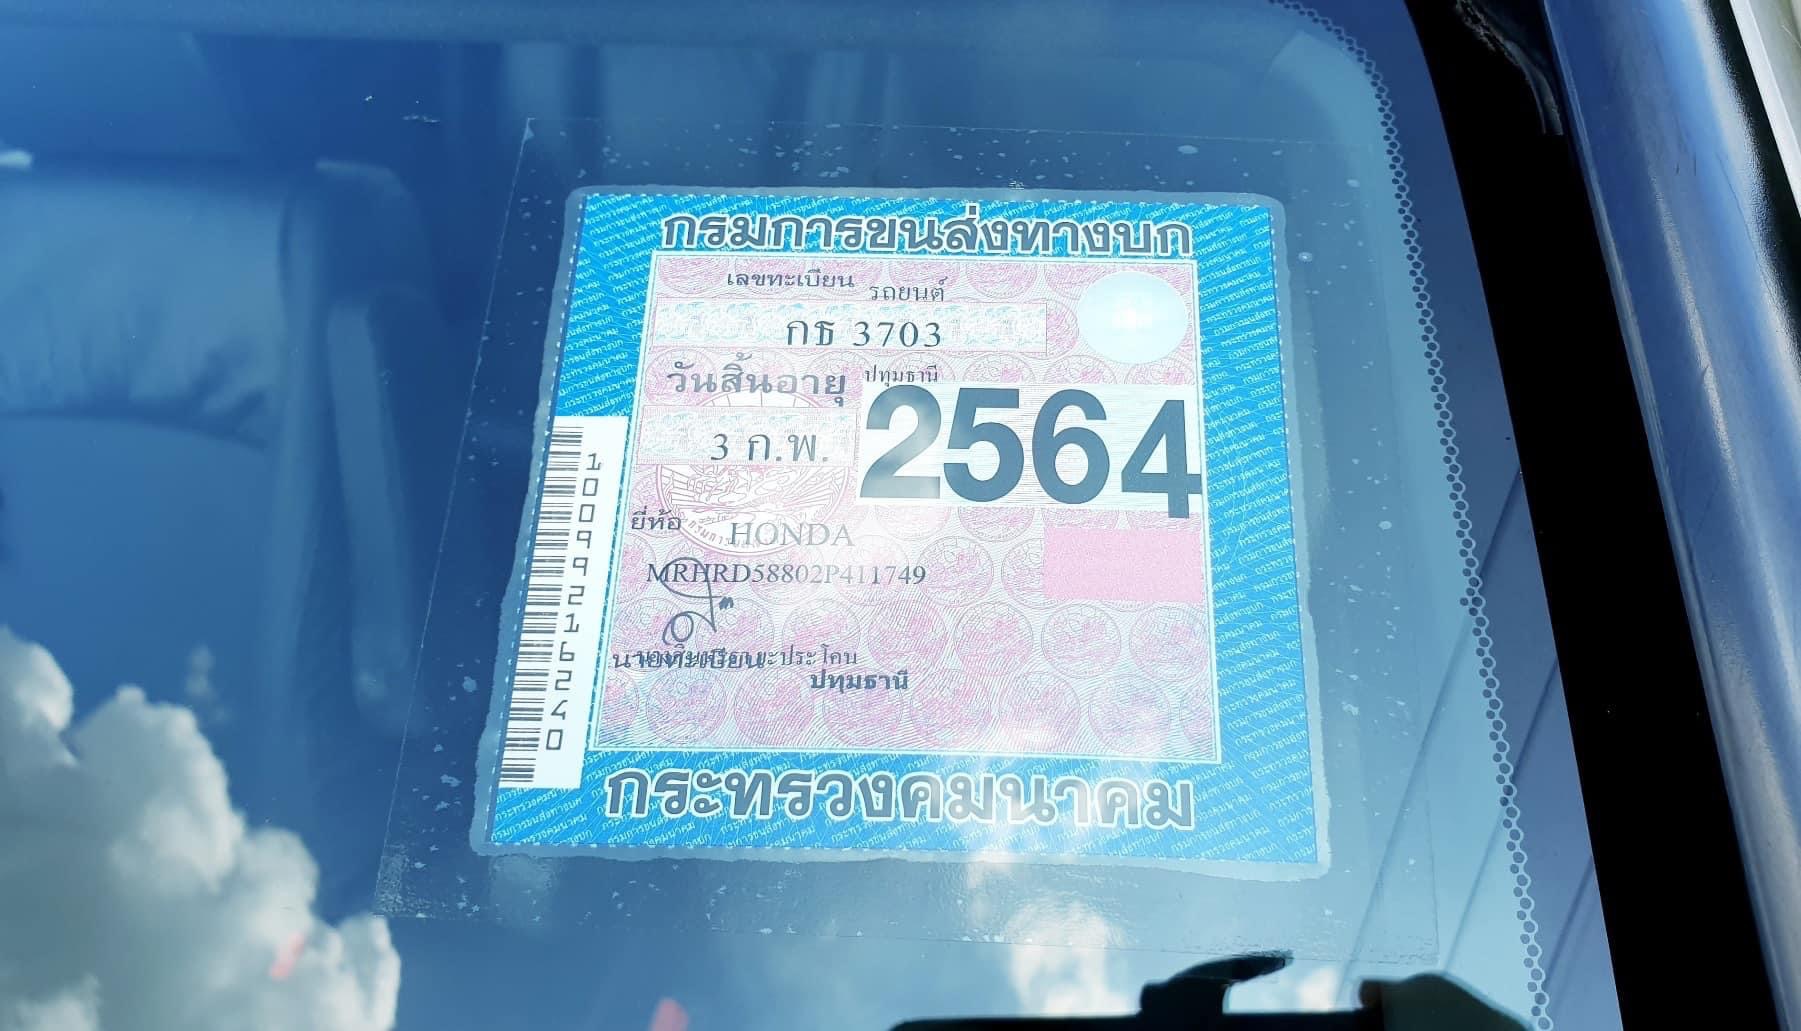 กรมการขนส่งทางบก
เลขทะเบียน รถยนต์
กธ 3703
วันสิ้นอายุ ปทุมธานี
3 ก.พ. 2564
ยี่ห้อ HONDA
MRHRD58802P411749
นายทะเบียน
ปทุมธานี
กระทรวงคมนาคม
10099216240